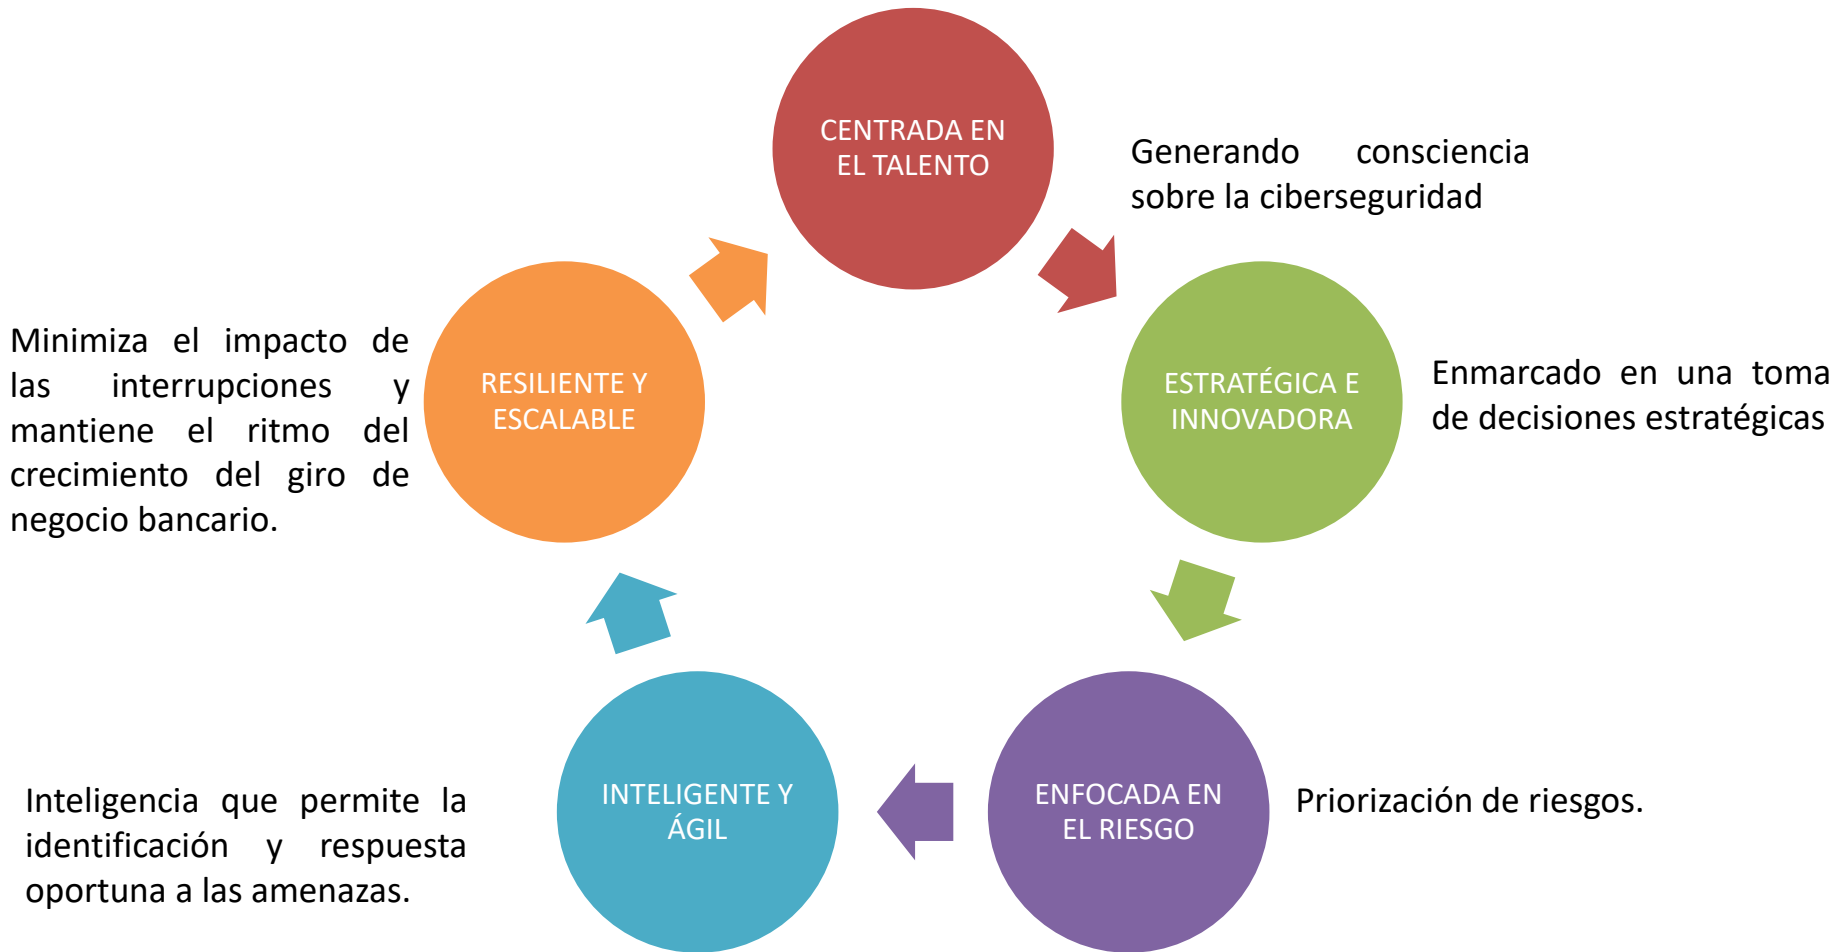 CENTRADA EN
EL TALENTO
Generando consciencia
sobre la ciberseguridad
ESTRATÉGICA E
INNOVADORA
Enmarcado en una toma
de decisiones estratégicas
ENFOCADA EN
EL RIESGO
Priorización de riesgos.
INTELIGENTE Y
ÁGIL
Inteligencia que permite la
identificación y respuesta
oportuna a las amenazas.
RESILIENTE Y
ESCALABLE
Minimiza el impacto de
las interrupciones y
mantiene el ritmo del
crecimiento del giro de
negocio bancario.